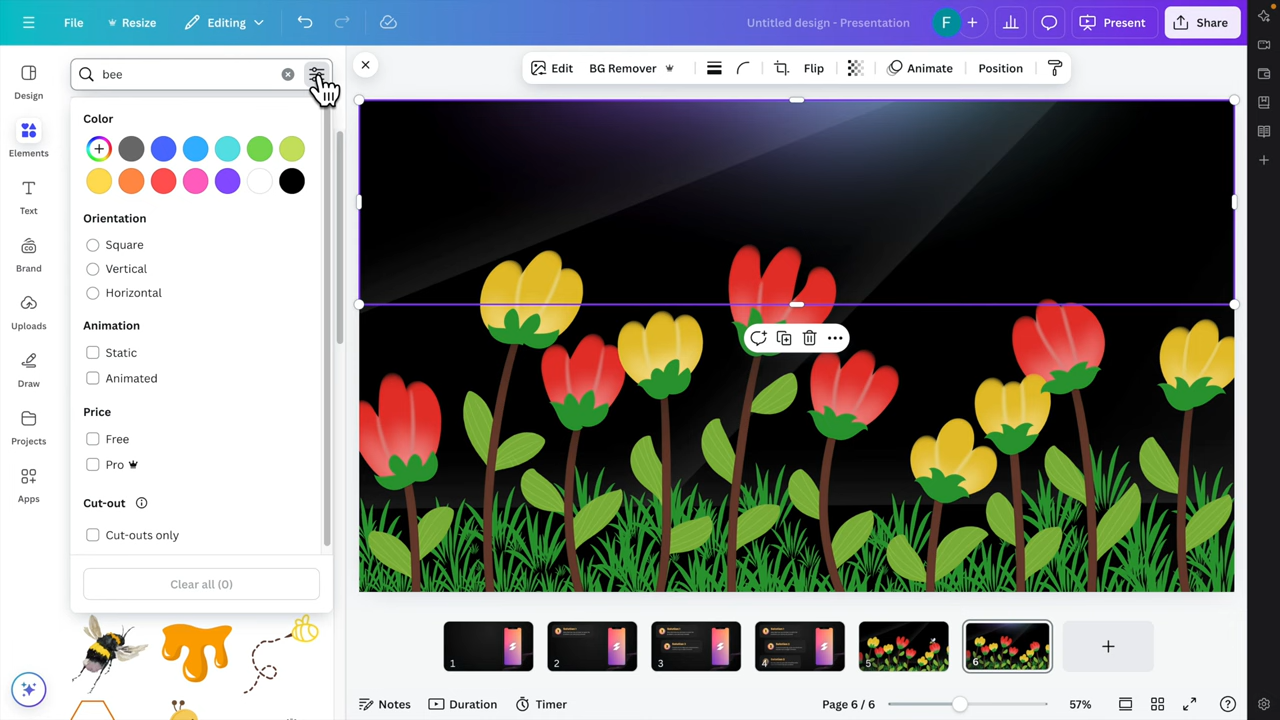 File
Resize
Editing
Untitled design - Presentation
F
Present
Share
Design
Elements
Text
Brand
Uploads
Draw
Projects
Apps
bee
Color
Orientation
Square
Vertical
Horizontal
Animation
Static
Animated
Price
Free
Pro
Cut-out
Cut-outs only
Clear all (0)
Edit
BG Remover
Flip
Animate
Position
1
2
3
4
5
6
Notes
Duration
Timer
Page 6 / 6
57%